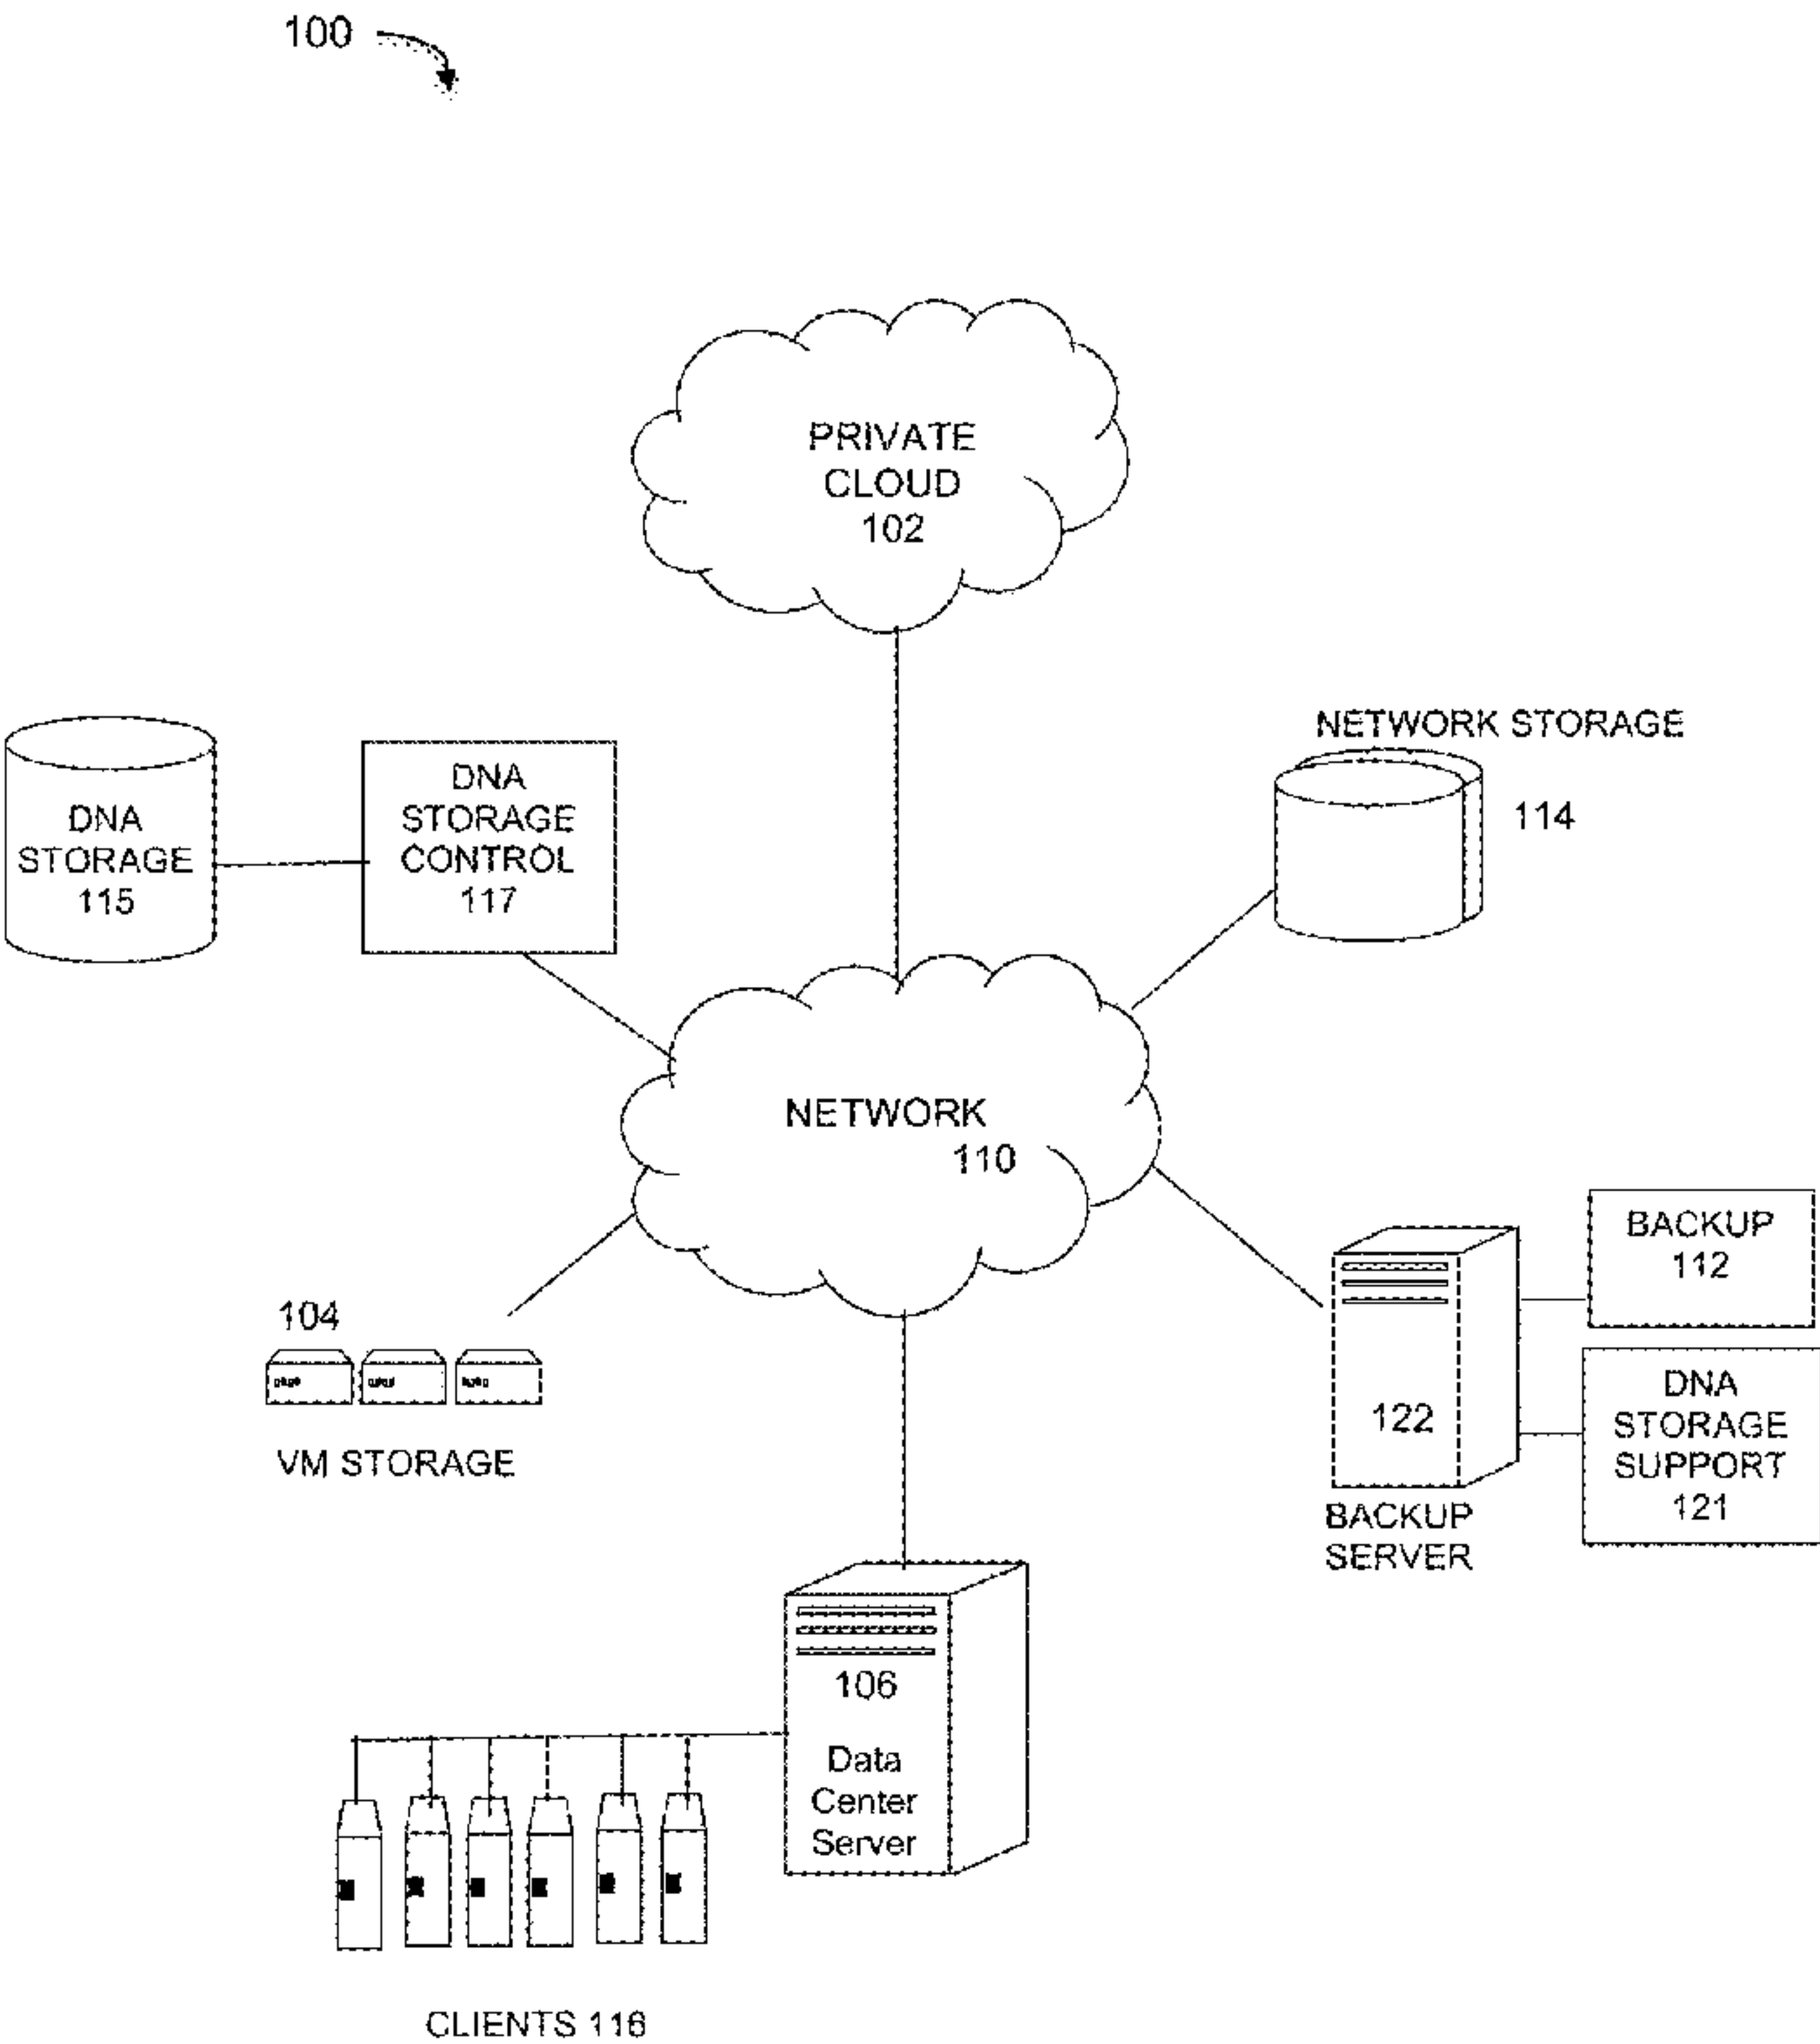 100
PRIVATE
CLOUD
102
NETWORK STORAGE
114
DNA
STORAGE
115
DNA
STORAGE
CONTROL
117
NETWORK
110
BACKUP
112
104
VM STORAGE
122
BACKUP
SERVER
DNA
STORAGE
SUPPORT
121
106
Data
Center
Server
CLIENTS 116